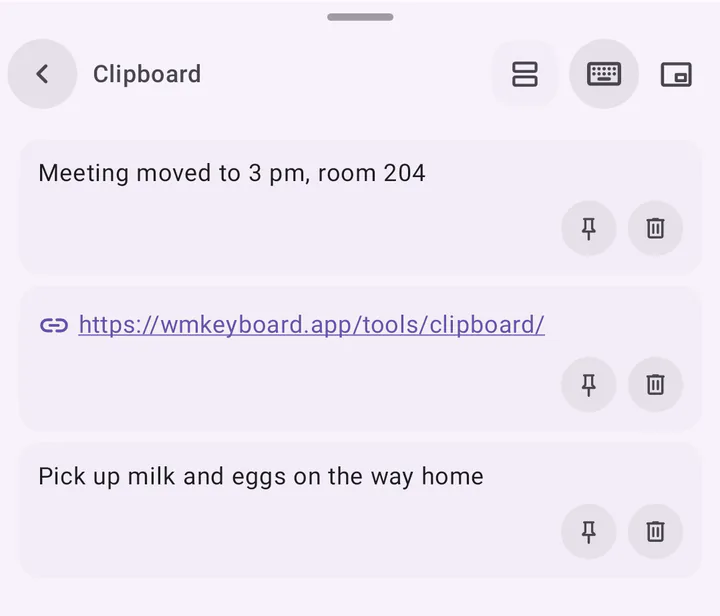 Clipboard
Meeting moved to 3 pm, room 204
https://wmkeyboard.app/tools/clipboard/
Pick up milk and eggs on the way home